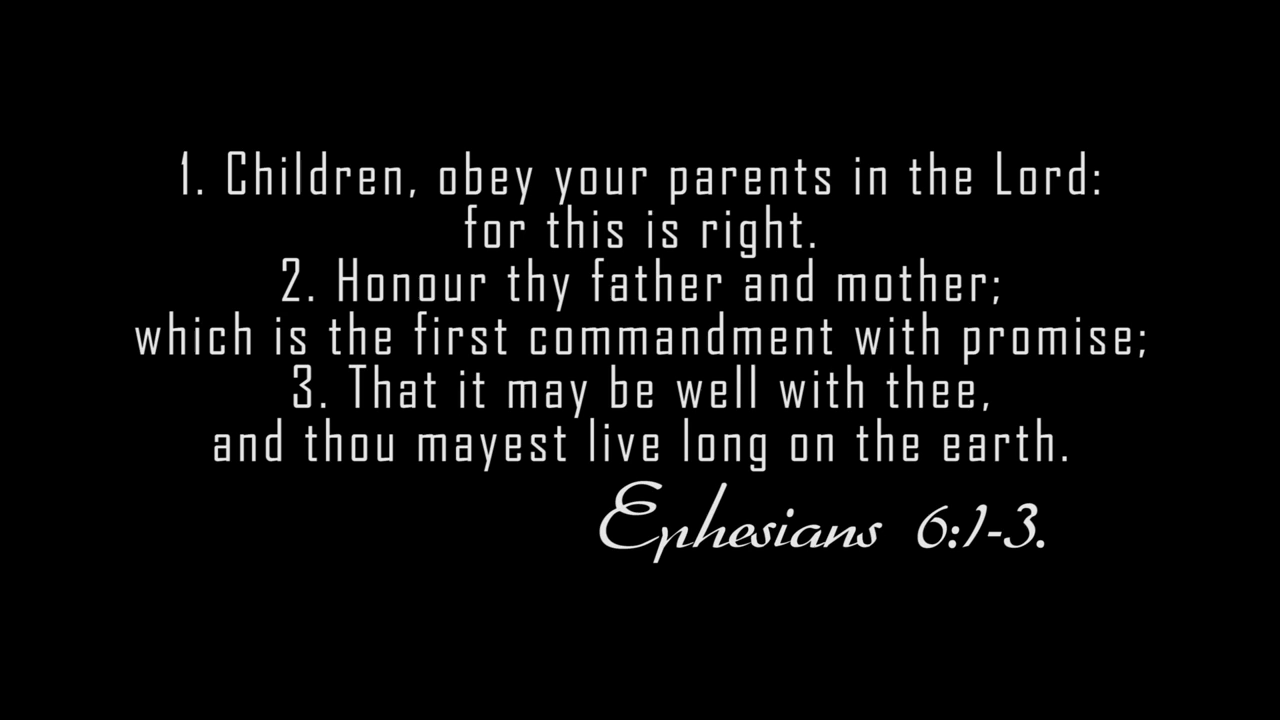 1. Children, obey your parents in the Lord:
for this is right.
2. Honour thy father and mother;
which is the first commandment with promise;
3. That it may be well with thee,
and thou mayest live long on the earth.
Ephesians 6:1-3.